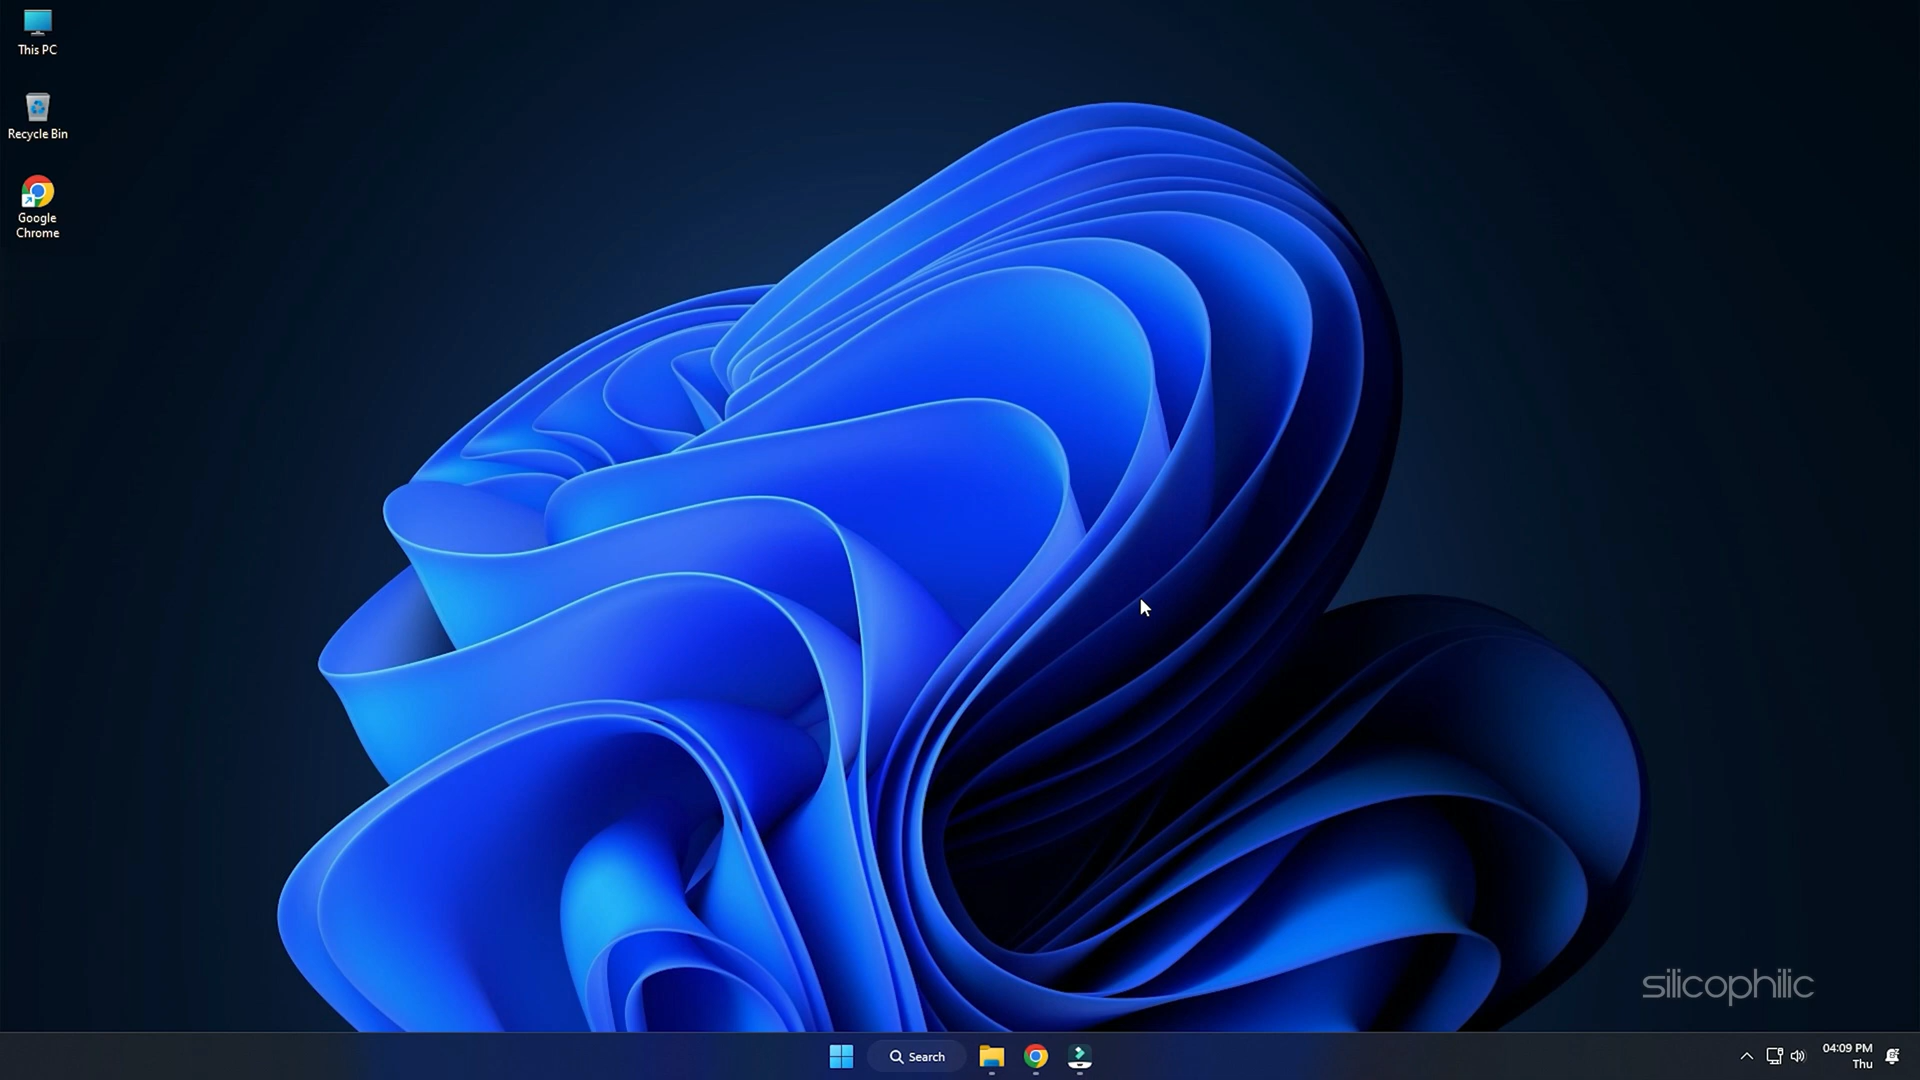 This PC
Recycle Bin
Google
Chrome
silicophilic
Search
04:09 PM
Thu